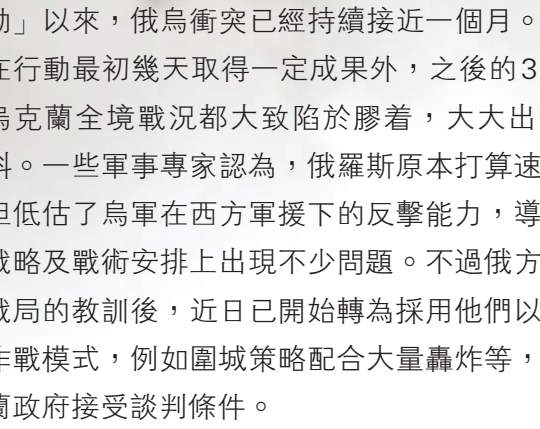 」以來，俄烏衝突已經持續接近一個月。
在行動最初幾天取得一定成果外，之後的3
烏克蘭全境戰況都大致陷於膠着，大大出
料。一些軍事專家認為，俄羅斯原本打算速
但低估了烏軍在西方軍援下的反擊能力，導
戰略及戰術安排上出現不少問題。不過俄方
戰局的教訓後，近日已開始轉為採用他們以
作戰模式，例如圍城策略配合大量轟炸等，
蘭政府接受談判條件。